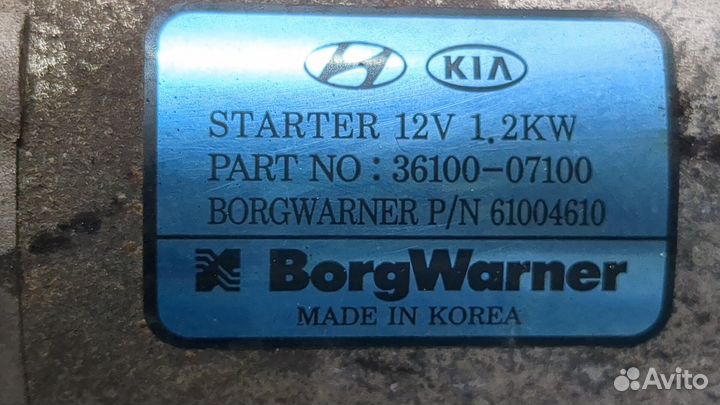 KIA
STARTER 12V 1.2KW
PART NO : 36100-07100
BORGWARNER P/N 61004610
BorgWarner
MADE IN KOREA
Avito